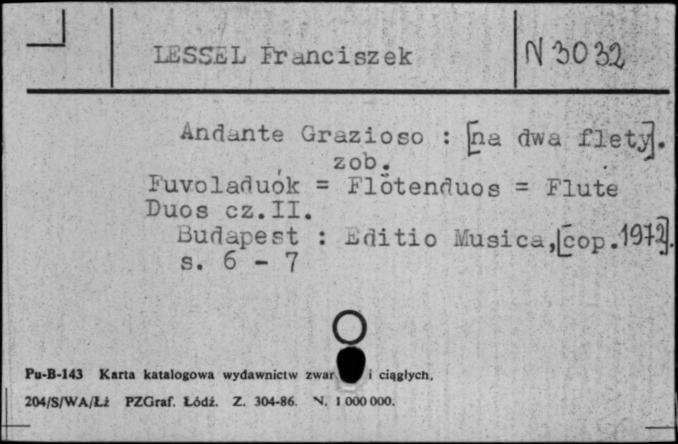 LESSEL Franciszek
N 3032
Andante Grazioso : [na dwa flety].
zob.
Fuvoladuók = Flötenduos = Flute
Duos cz.II.
Budapest : Editio Musica,[cop.1972].
s. 6 - 7
Pu-B-143 Karta katalogowa wydawnictw zwar i ciągłych.
204/S/WA/Łż PZGraf. Łódź. Z. 304-86. N. 1 000 000.